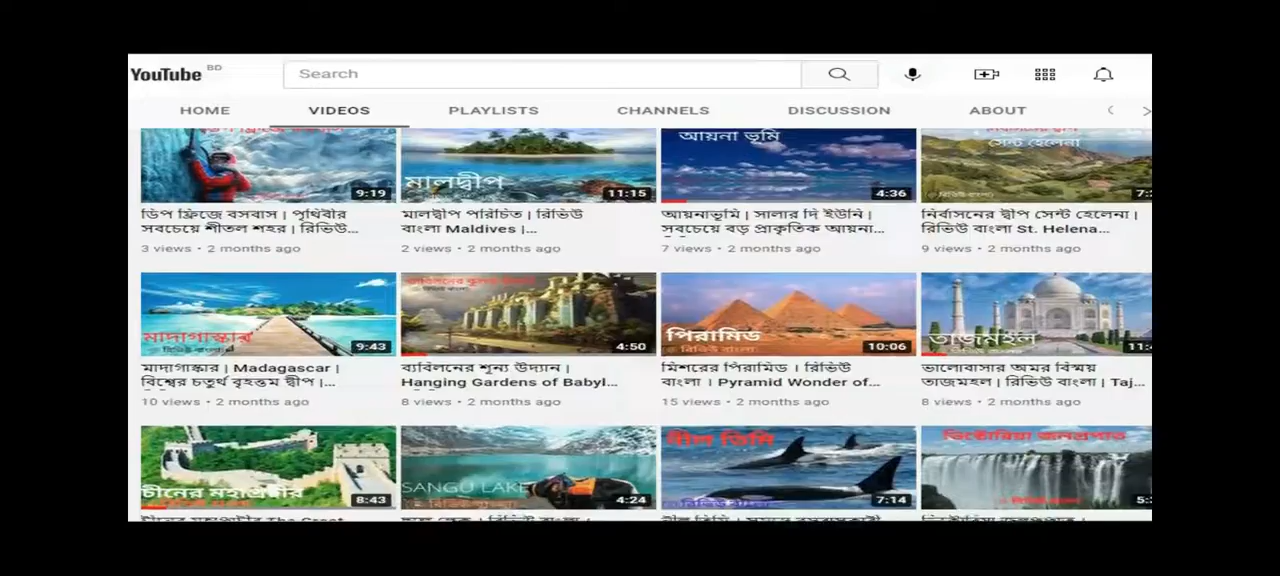 YouTube BD
Search
HOME VIDEOS PLAYLISTS CHANNELS DISCUSSION ABOUT
মালদ্বীপ
আয়না ভূমি
সেন্ট হেলেনা
9:19
11:15
4:36
ডিপ ফ্রিজে বসবাস | পৃথিবীর
সবচেয়ে শীতল শহর | রিভিউ...
3 views • 2 months ago
মালদ্বীপ পরিচিত | রিভিউ
বাংলা Maldives |...
2 views • 2 months ago
আয়নাভূমি | সালার দি ইউনি |
সবচেয়ে বড় প্রাকৃতিক আয়না...
7 views • 2 months ago
নির্বাসনের দ্বীপ সেন্ট হেলেনা |
রিভিউ বাংলা St. Helena...
9 views • 2 months ago
মাদাগাস্কার
রিভিউ বাংলা
9:43
4:50
পিরামিড
রিভিউ বাংলা
10:06
তাজমহল
মাদাগাস্কার | Madagascar |
বিশ্বের চতুর্থ বৃহত্তম দ্বীপ |...
10 views • 2 months ago
ব্যবিলনের শূন্য উদ্যান |
Hanging Gardens of Babyl...
8 views • 2 months ago
মিশরের পিরামিড । রিভিউ
বাংলা । Pyramid Wonder of...
15 views • 2 months ago
ভালোবাসার অমর বিস্ময়
তাজমহল | রিভিউ বাংলা | Taj...
8 views • 2 months ago
চীনের মহাপ্রাচীর
8:43
SANGU LAKE
4:24
নীল তিমি
7:14
ভিক্টোরিয়া জলপ্রপাত